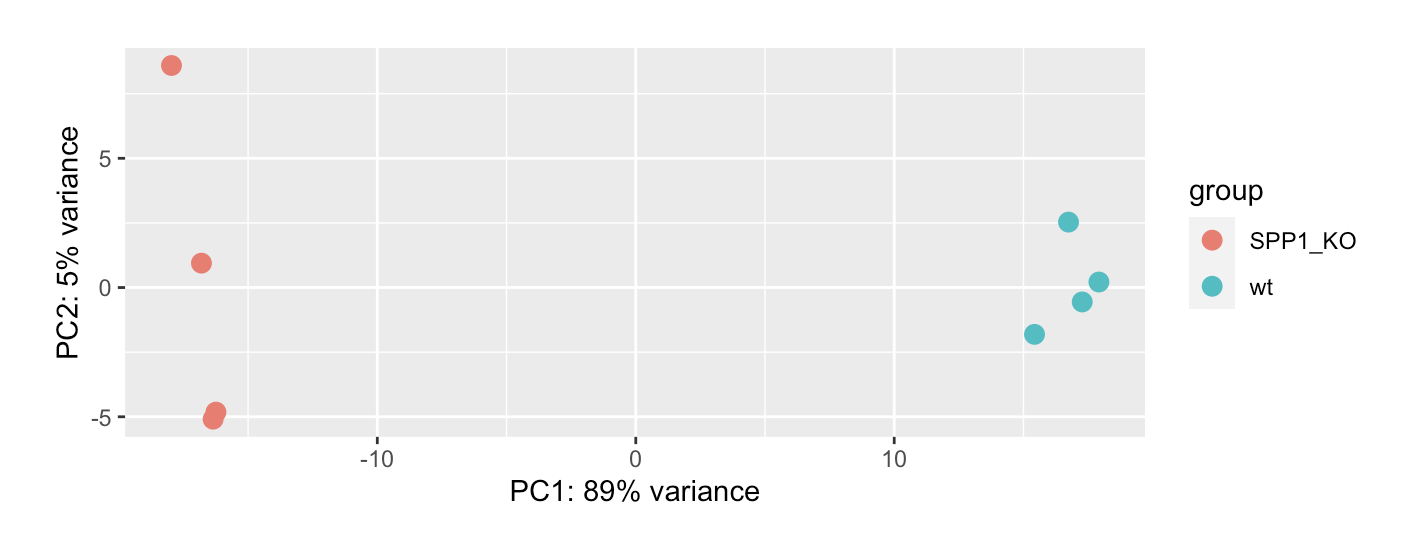 PC2: 5% variance
5
0
-5
-10
0
10
PC1: 89% variance
group
SPP1_KO
wt